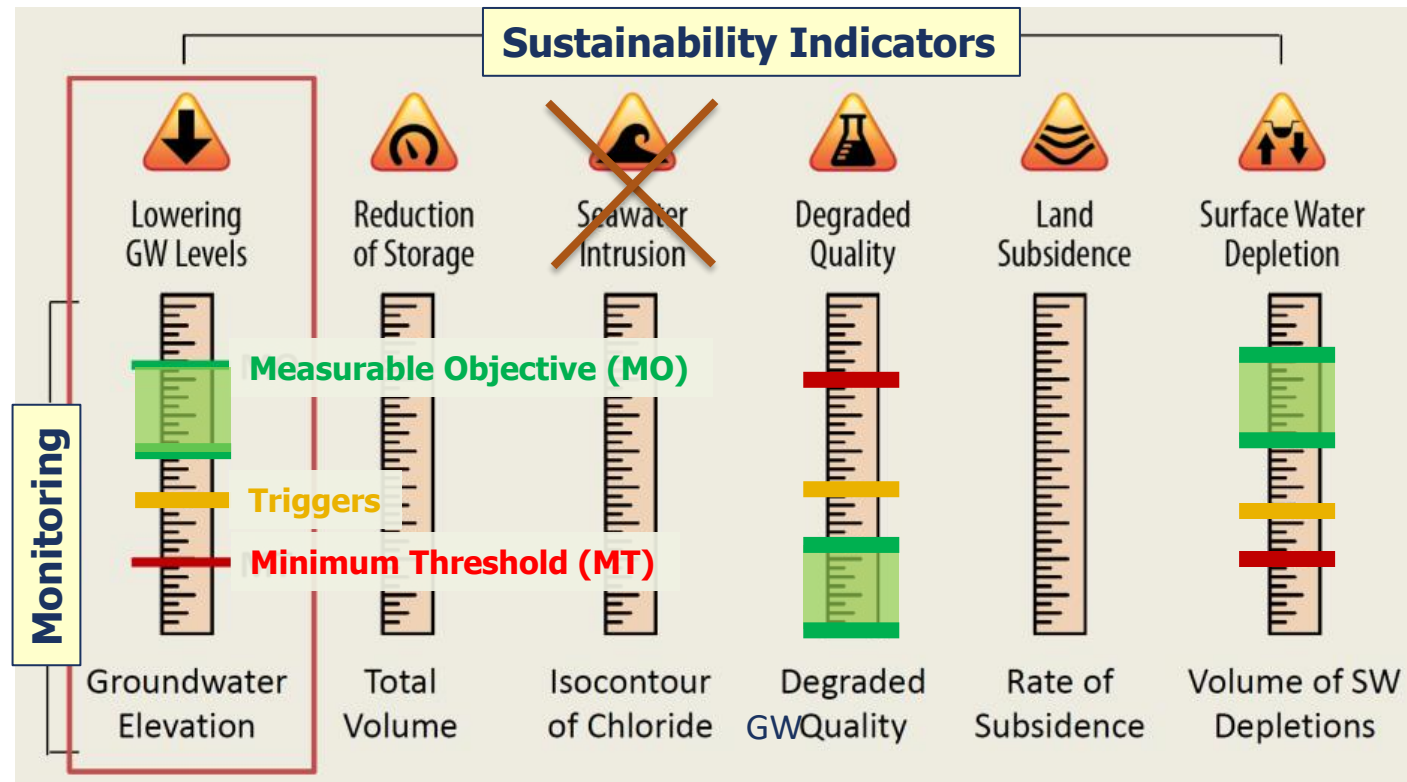 Sustainability Indicators
Lowering
GW Levels
Reduction
of Storage
Seawater
Intrusion
Degraded
Quality
Land
Subsidence
Surface Water
Depletion
Monitoring
Measurable Objective (MO)
Triggers
Minimum Threshold (MT)
Groundwater
Elevation
Total
Volume
Isocontour
of Chloride
Degraded
GW Quality
Rate of
Subsidence
Volume of SW
Depletions